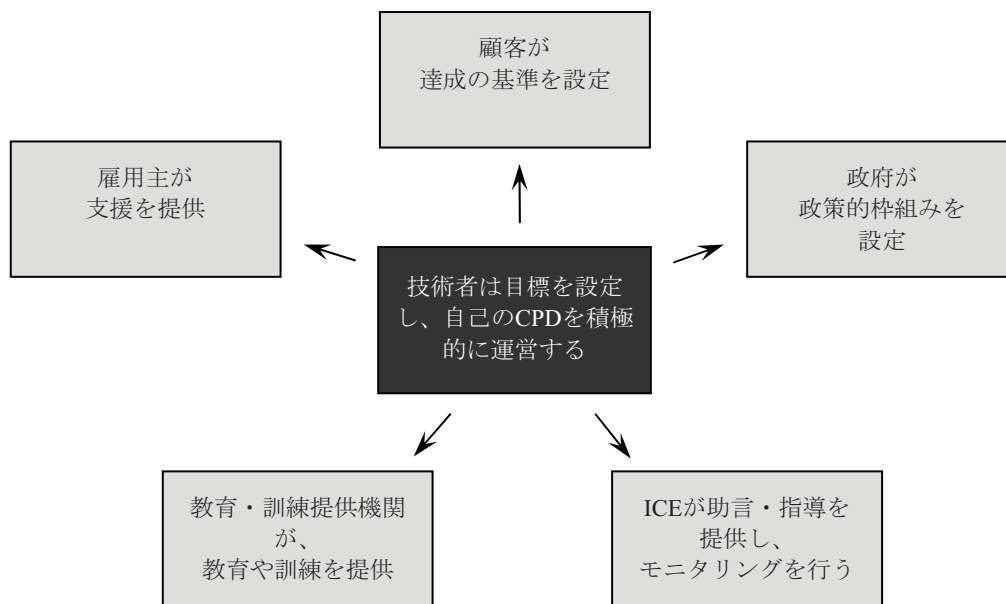 顧客が
達成の基準を設定
雇用主が
支援を提供
政府が
政策的枠組みを
設定
技術者は目標を設定
し、自己のCPDを積極
的に運営する
教育・訓練提供機関
が、
教育や訓練を提供
ICEが助言・指導を
提供し、
モニタリングを行う